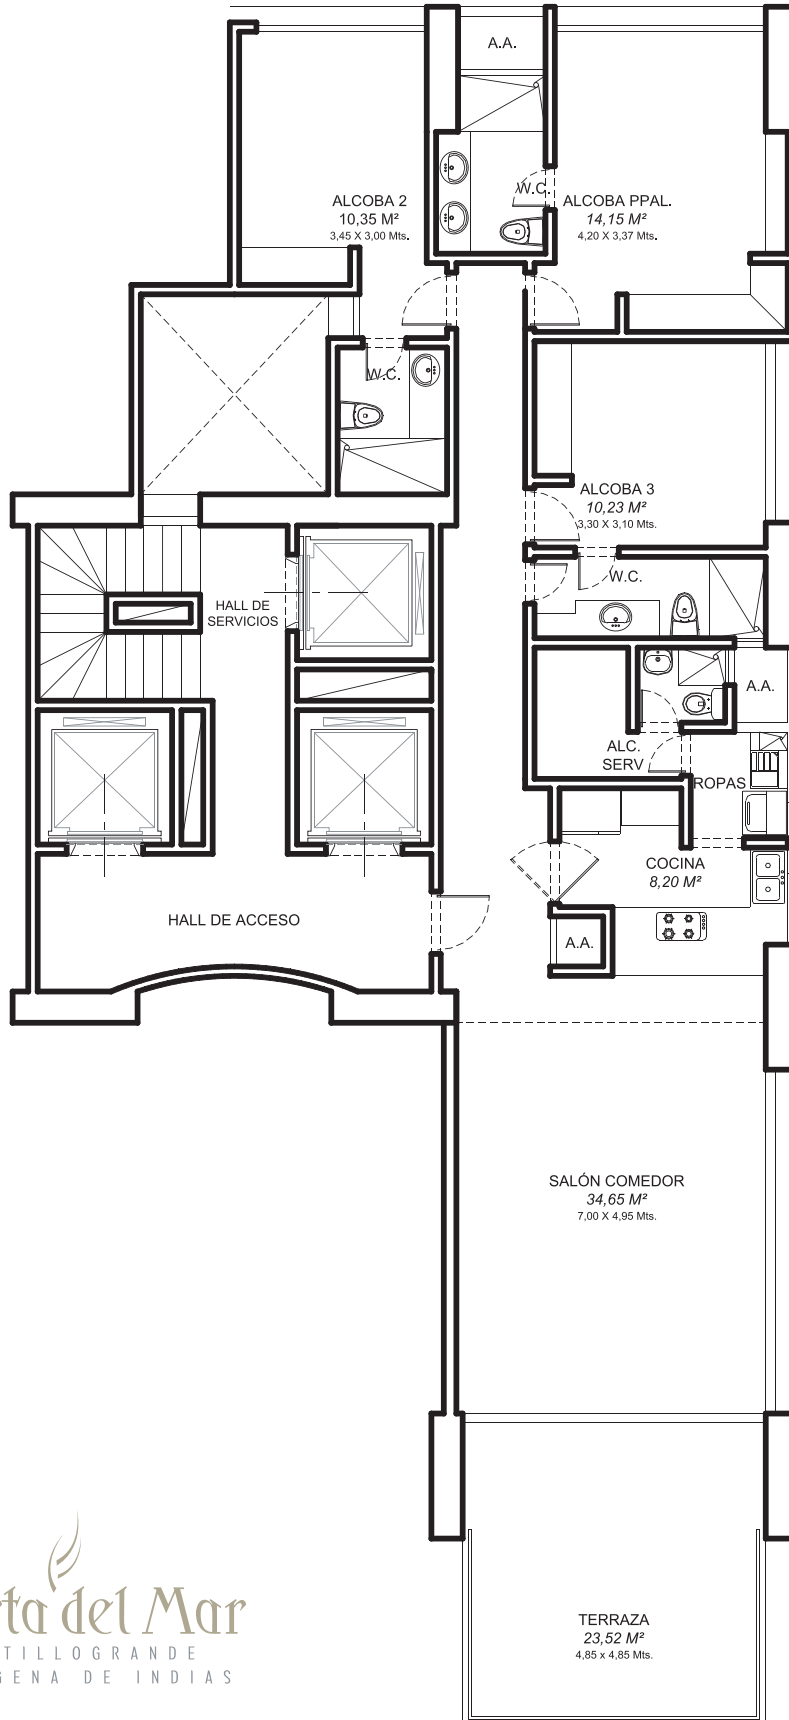 A.A.
ALCOBA 2
10,35 M²
3,45 X 3,00 Mts.
W.C.
ALCOBA PPAL.
14,15 M²
4,20 X 3,37 Mts.
W.C.
ALCOBA 3
10,23 M²
3,30 X 3,10 Mts.
W.C.
HALL DE
SERVICIOS
A.A.
ALC.
SERV
ROPAS
COCINA
8,20 M²
HALL DE ACCESO
A.A.
SALÓN COMEDOR
34,65 M²
7,00 X 4,95 Mts.
TERRAZA
23,52 M²
4,85 x 4,85 Mts.
ta del Mar
TILLOGRANDE
GENA DE INDIAS